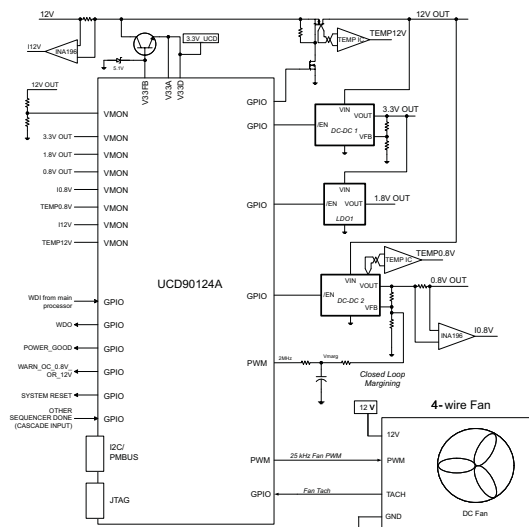 12V
12V OUT
I12V
INA196
3.3V_UCD
5.1V
TEMP IC
TEMP12V
V33FB
V33A
V33D
12V OUT
GPIO
VMON
3.3V OUT
VMON
1.8V OUT
VMON
0.8V OUT
VMON
I0.8V
VMON
TEMP0.8V
VMON
I12V
VMON
TEMP12V
VMON
GPIO
VIN
/EN
VOUT
DC-DC 1
VFB
3.3V OUT
GPIO
VIN
/EN
VOUT
LDO1
1.8V OUT
UCD90124A
TEMP IC
TEMP0.8V
GPIO
VIN
/EN
VOUT
DC-DC 2
VFB
0.8V OUT
INA196
I0.8V
WDI from main
processor
GPIO
WDO
GPIO
POWER_GOOD
GPIO
WARN_OC_0.8V_
OR_12V
GPIO
SYSTEM RESET
GPIO
OTHER
SEQUENCER DONE
(CASCADE INPUT)
GPIO
PWM
2MHz
Vmarg
Closed Loop
Margining
I2C/
PMBUS
JTAG
4-wire Fan
12 V
12V
PWM
25 kHz Fan PWM
PWM
GPIO
Fan Tach
TACH
GND
DC Fan